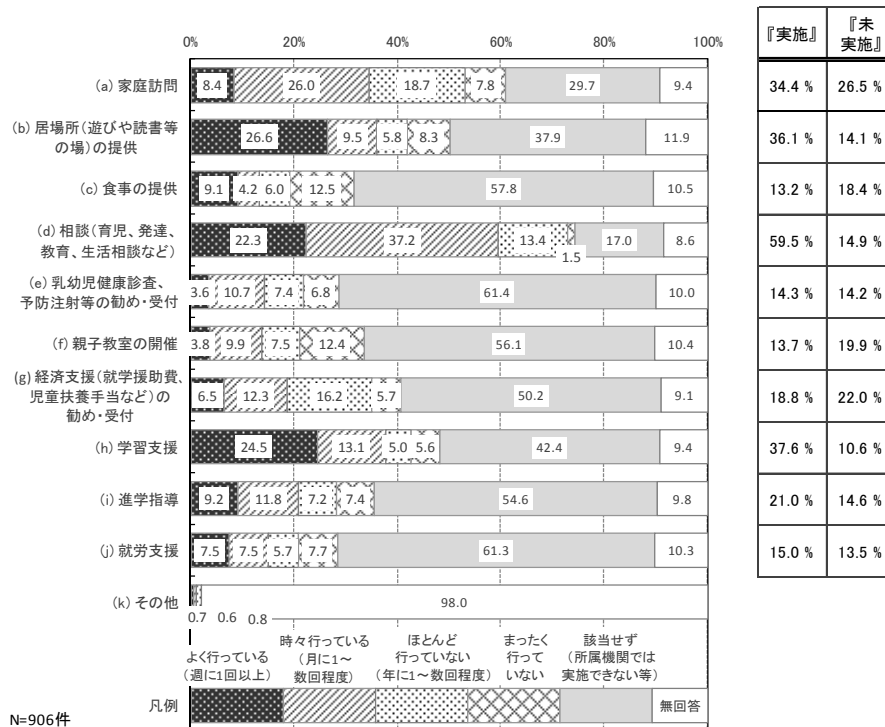 『実施』 『未
実施』
0% 20% 40% 60% 80% 100%
(a) 家庭訪問 8.4 26.0 18.7 7.8 29.7 9.4 34.4 % 26.5 %
(b) 居場所(遊びや読書等
の場)の提供 26.6 9.5 5.8 8.3 37.9 11.9 36.1 % 14.1 %
(c) 食事の提供 9.1 4.2 6.0 12.5 57.8 10.5 13.2 % 18.4 %
(d) 相談(育児、発達、
教育、生活相談など) 22.3 37.2 13.4 1.5 17.0 8.6 59.5 % 14.9 %
(e) 乳幼児健康診査、
予防注射等の勧め・受付 3.6 10.7 7.4 6.8 61.4 10.0 14.3 % 14.2 %
(f) 親子教室の開催 3.8 9.9 7.5 12.4 56.1 10.4 13.7 % 19.9 %
(g) 経済支援(就学援助費、
児童扶養手当など)の
勧め・受付 6.5 12.3 16.2 5.7 50.2 9.1 18.8 % 22.0 %
(h) 学習支援 24.5 13.1 5.0 5.6 42.4 9.4 37.6 % 10.6 %
(i) 進学指導 9.2 11.8 7.2 7.4 54.6 9.8 21.0 % 14.6 %
(j) 就労支援 7.5 7.5 5.7 7.7 61.3 10.3 15.0 % 13.5 %
(k) その他 0.7 0.6 0.8 98.0
よく行っている
(週に1回以上)
時々行っている
(月に1~
数回程度)
ほとんど
行っていない
(年に1~数回程度)
まったく
行って
いない
該当せず
(所属機関では
実施できない等)
凡例 無回答
N=906件